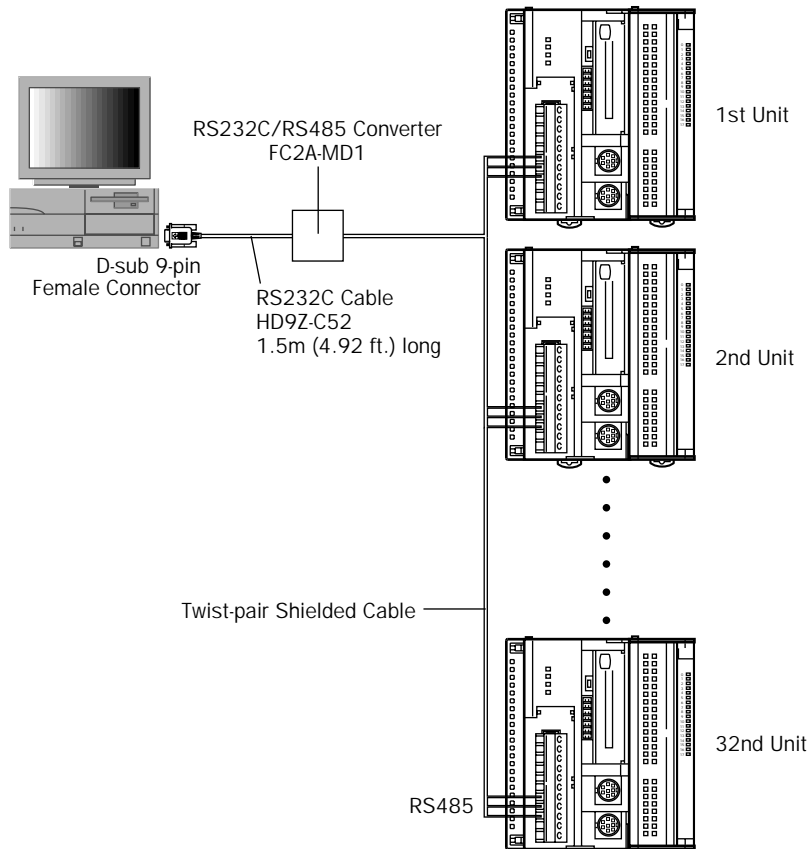 1st Unit
RS232C/RS485 Converter
FC2A-MD1
D-sub 9-pin
Female Connector
RS232C Cable
HD9Z-C52
1.5m (4.92 ft.) long
2nd Unit
Twist-pair Shielded Cable
32nd Unit
RS485